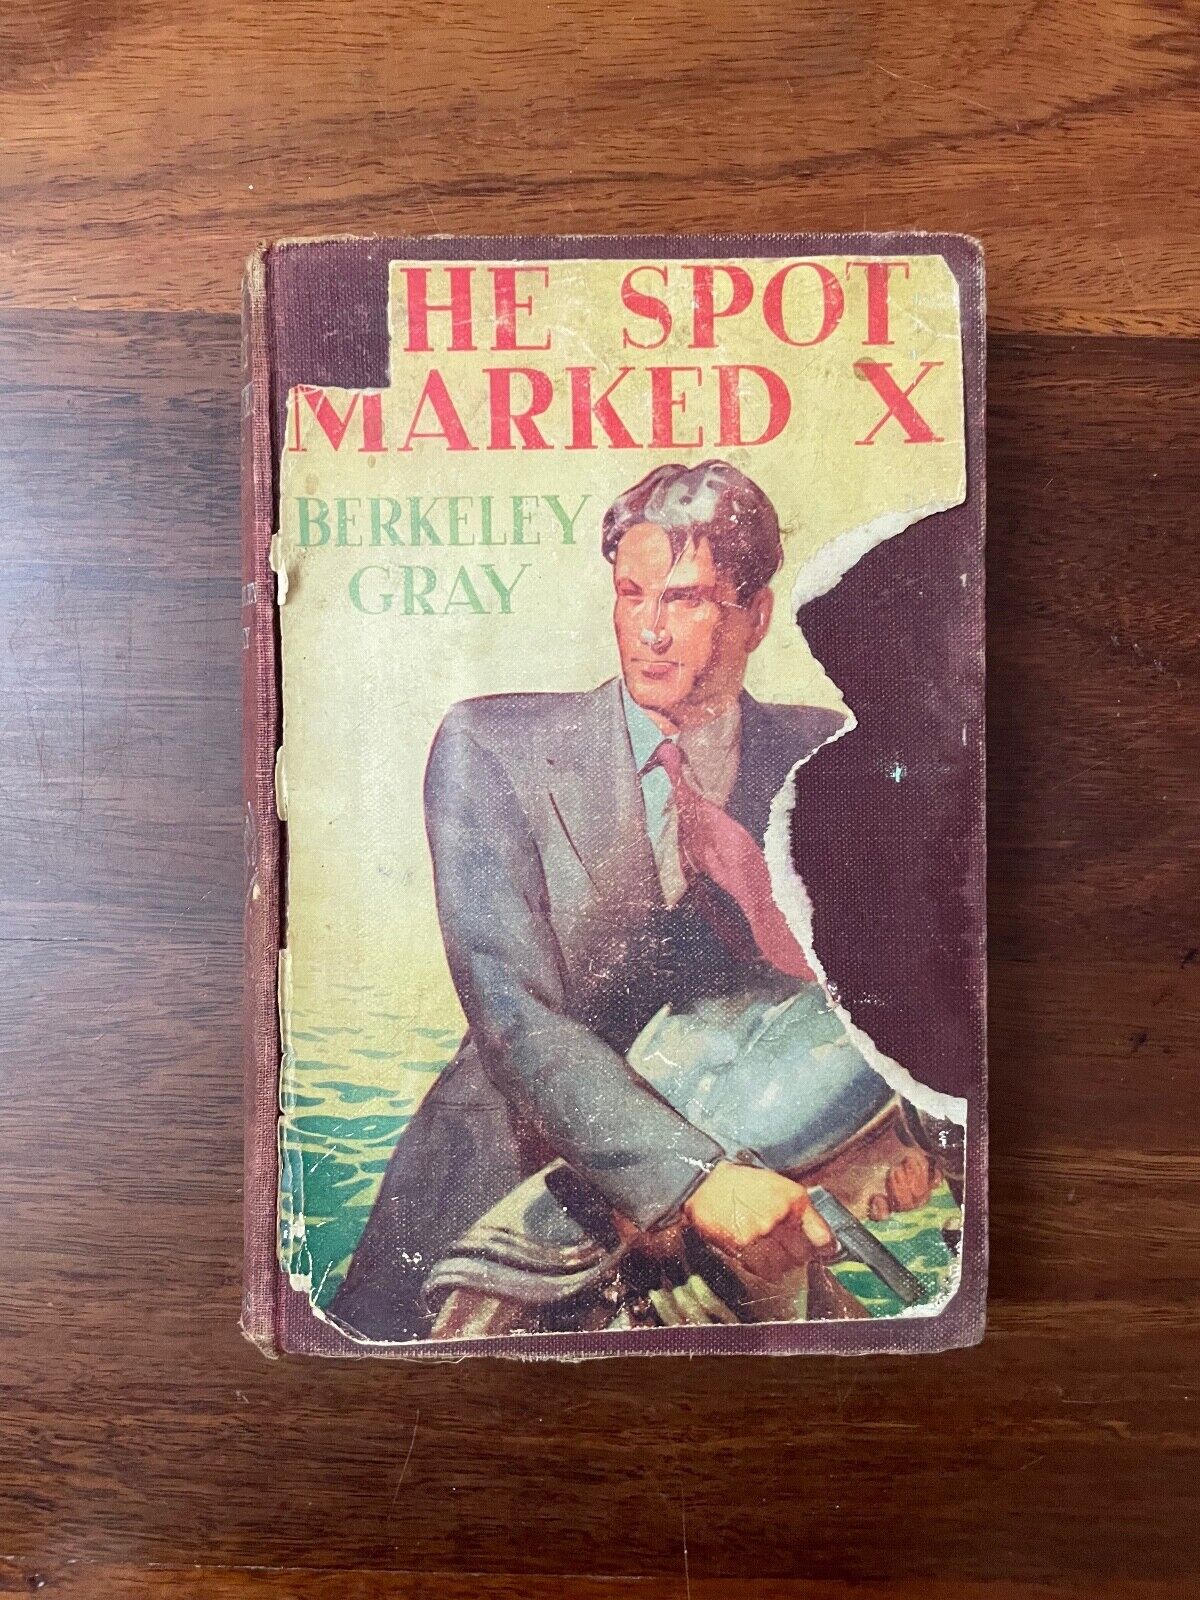 HE SPOT
MARKED X
BERKELEY
GRAY